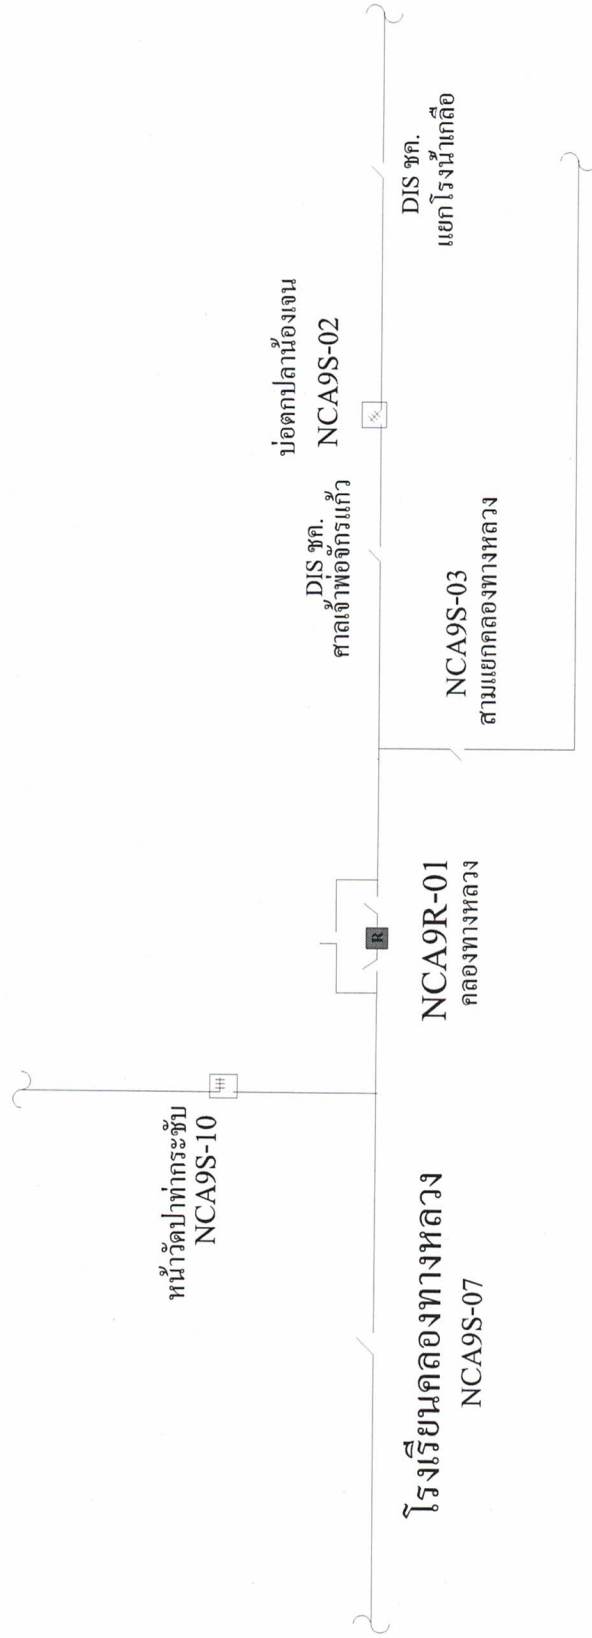 หน้าวัดป่าท่ากระชับ
NCA9S-10
โรงเรียนคลองทางหลวง
NCA9S-07
R
NCA9R-01
คลองทางหลวง
NCA9S-03
สามแยกคลองทางหลวง
DIS ชค.
ศาลเจ้าพ่อจักรแก้ว
บ่อตกปลาน้องเจน
NCA9S-02
DIS ชค.
แยกโรงน้ำเกลือ